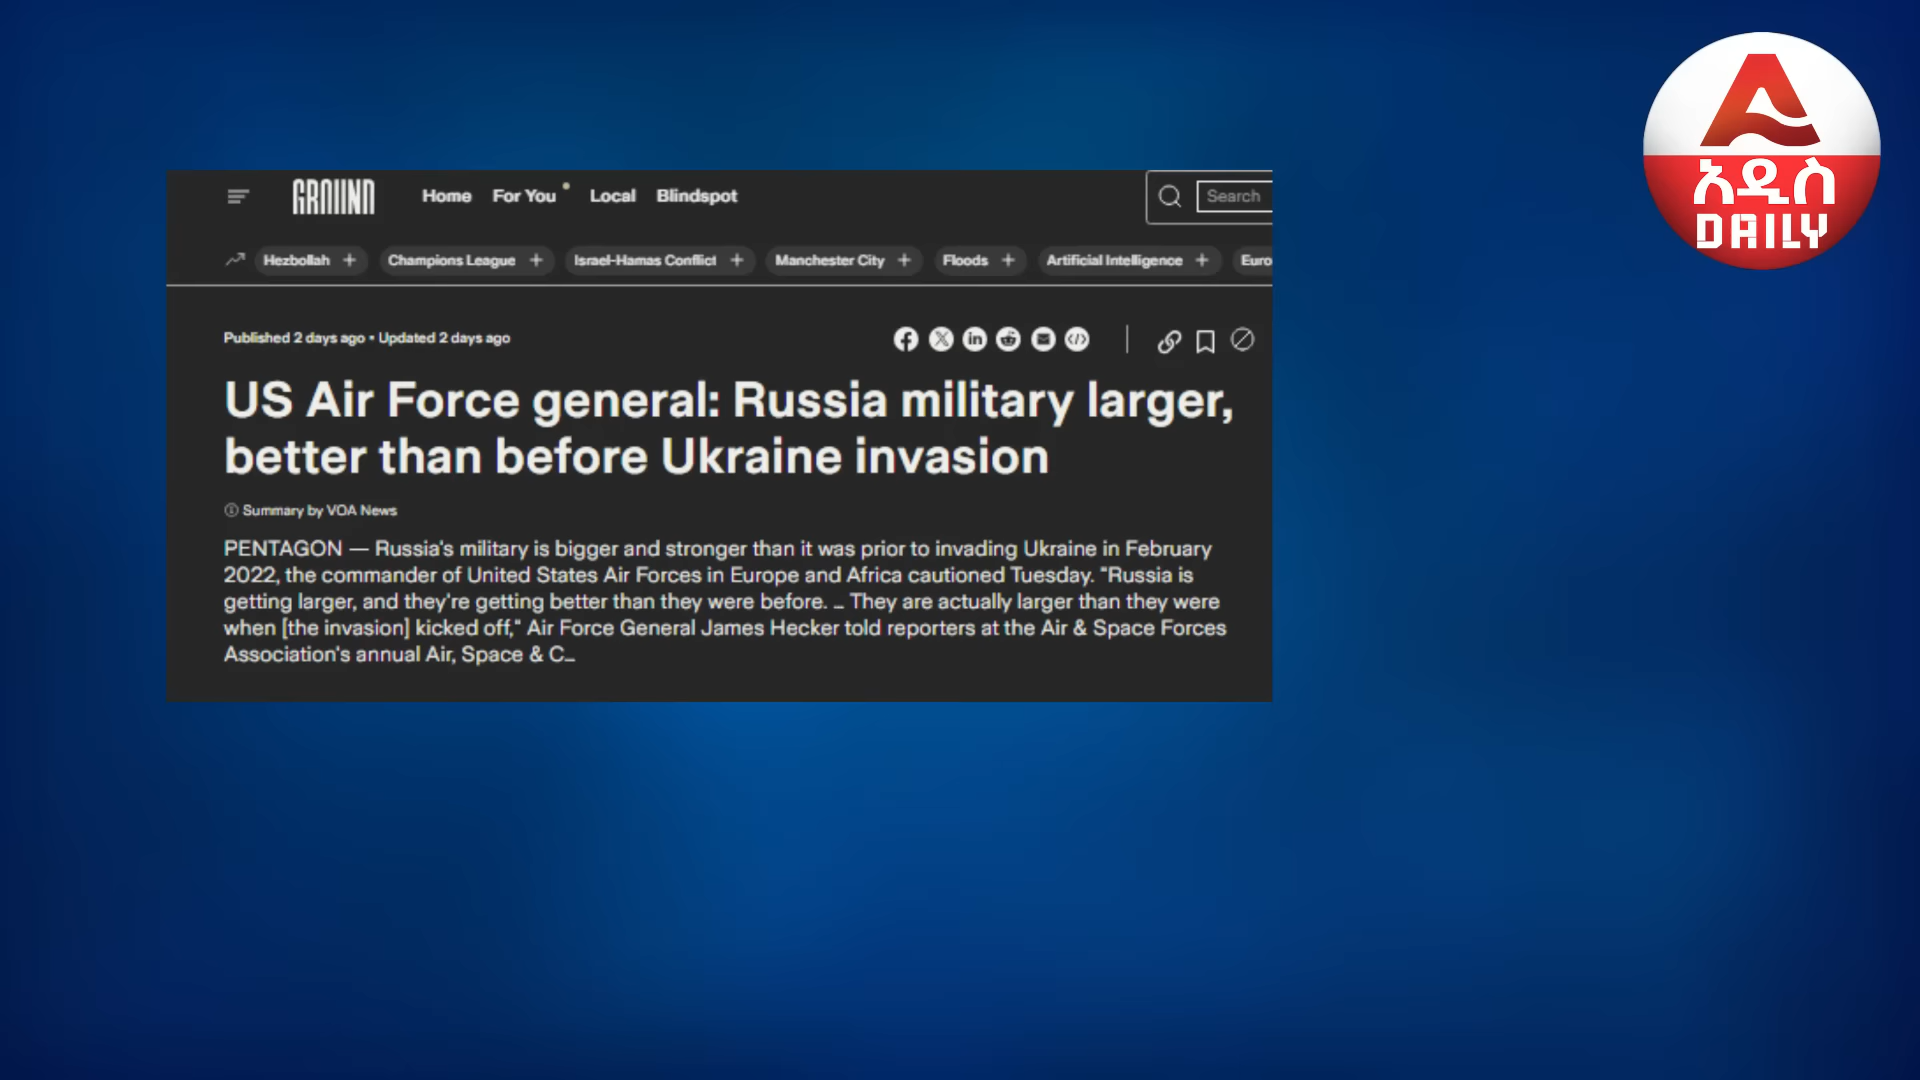 GROUND
Home For You Local Blindspot
Search
Hezbollah + Champions League + Israel-Hamas Conflict + Manchester City + Floods + Artificial Intelligence + Euro
Published 2 days ago • Updated 2 days ago
US Air Force general: Russia military larger,
better than before Ukraine invasion
Summary by VOA News
PENTAGON — Russia's military is bigger and stronger than it was prior to invading Ukraine in February
2022, the commander of United States Air Forces in Europe and Africa cautioned Tuesday. "Russia is
getting larger, and they're getting better than they were before. … They are actually larger than they were
when [the invasion] kicked off," Air Force General James Hecker told reporters at the Air & Space Forces
Association's annual Air, Space & C…
አዲስ
DAILY